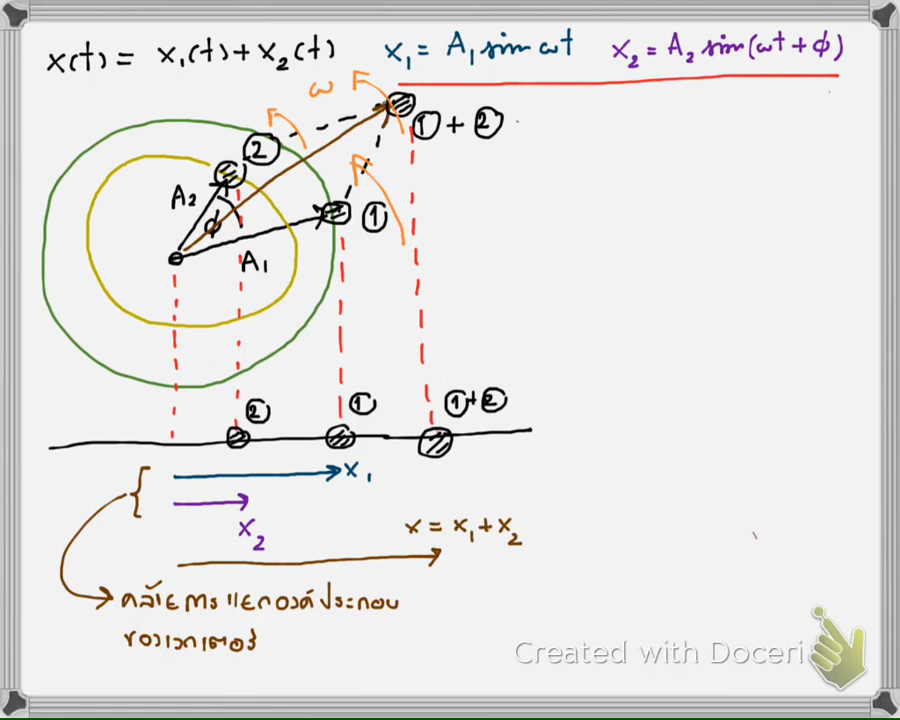 x(t) = x₁(t) + x₂(t)
x₁ = A₁ sin ωt
x₂ = A₂ sin(ωt + ϕ)
ω
② 
① + ②
A₂
ϕ
①
A₁
②
①
①+②
x₁
x₂
x = x₁ + x₂
คล้ายการแยกองค์ประกอบ
ของเวกเตอร์
Created with Doceri